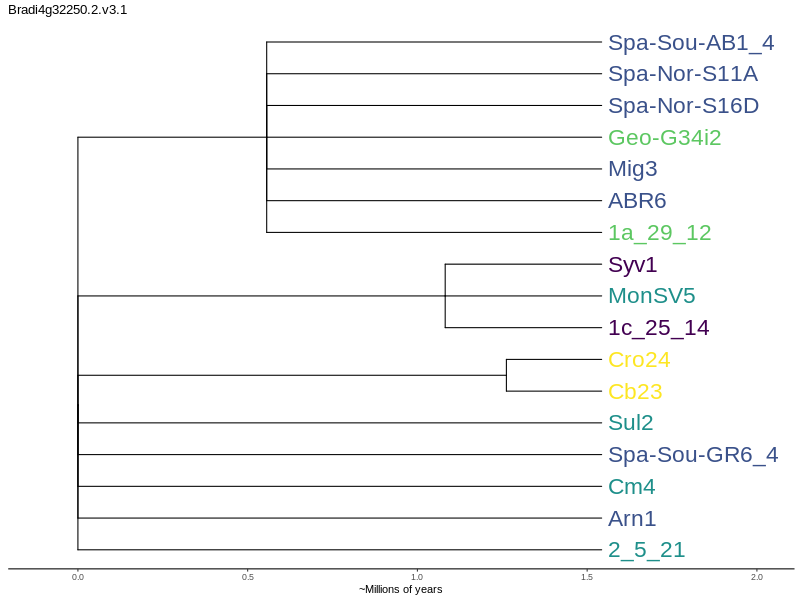 Bradi4g32250.2.v3.1
Spa-Sou-AB1_4
Spa-Nor-S11A
Spa-Nor-S16D
Geo-G34i2
Mig3
ABR6
1a_29_12
Syv1
MonSV5
1c_25_14
Cro24
Cb23
Sul2
Spa-Sou-GR6_4
Cm4
Arn1
2_5_21
0.0 0.5 1.0 1.5 2.0
~Millions of years